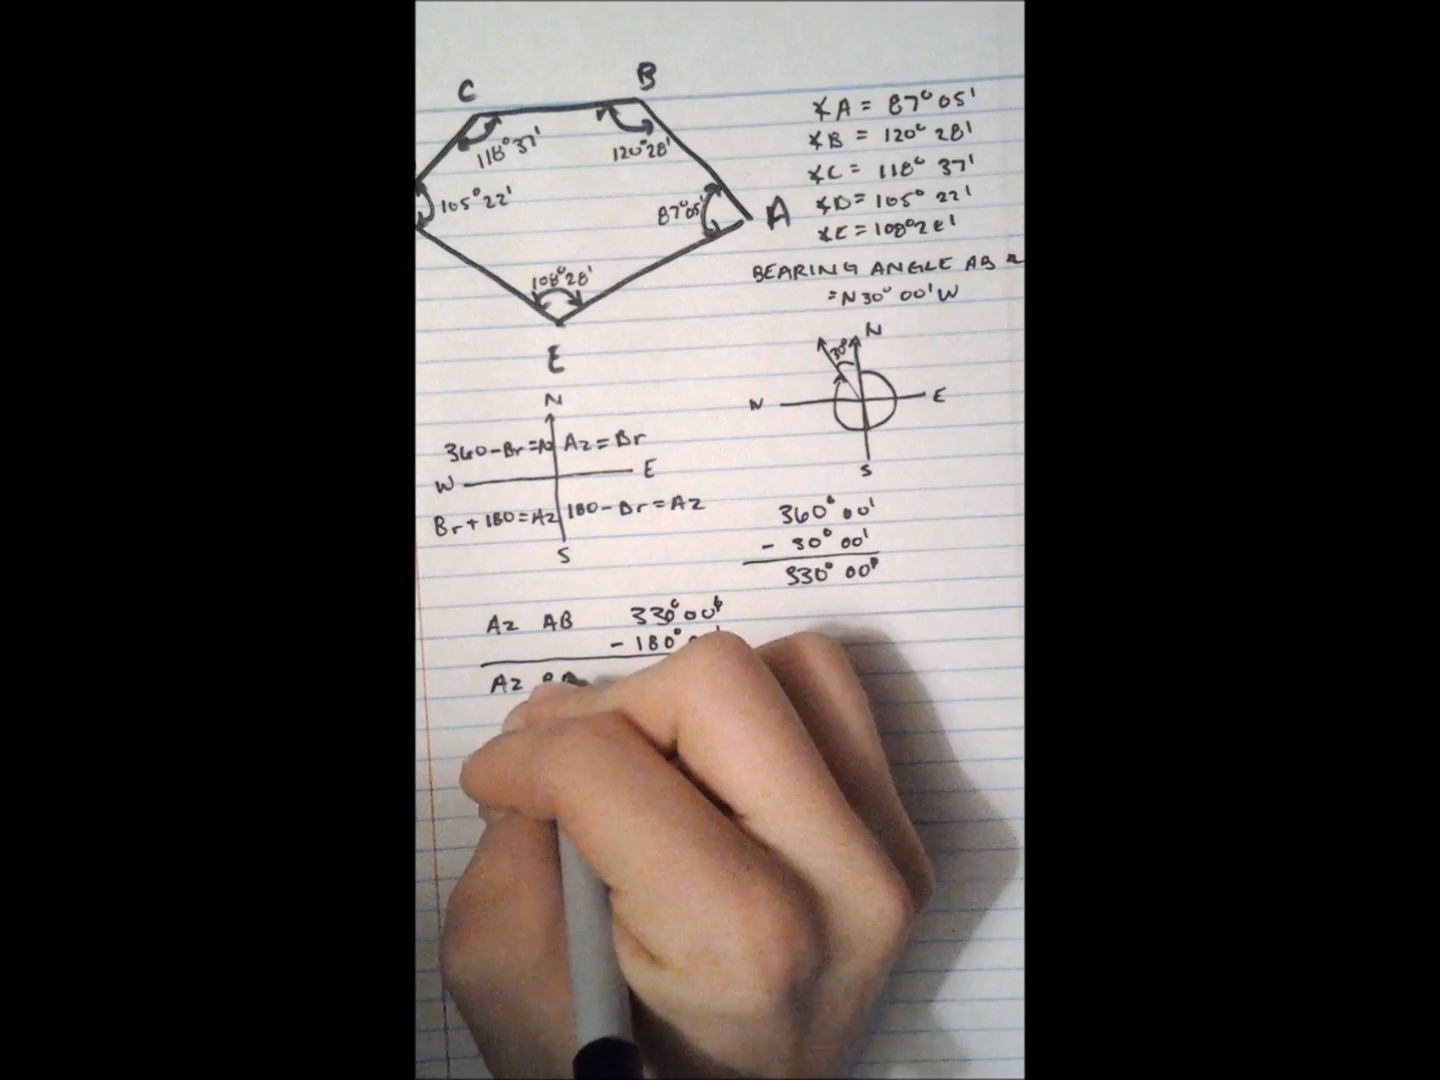 C
B
118°37'
120°28'
105°22'
87°05'
A
108°28'
E
∡A = 87°05'
∡B = 120°28'
∡C = 118°37'
∡D = 105°22'
∡E = 108°28'
BEARING ANGLE AB
= N30°00'W
N
30°
W
E
S
N
360-Br=Az
Az=Br
W
E
Br+180=Az
180-Br=Az
S
360°00'
- 30°00'
330°00'
Az AB 330°00'
- 180°
Az BA